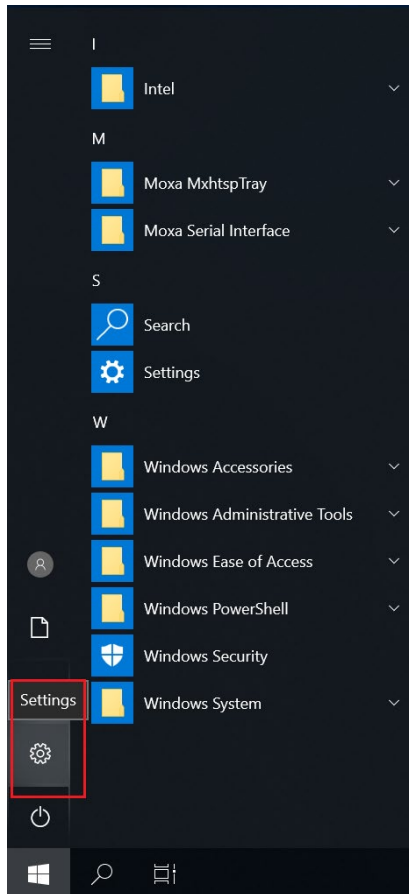 I
Intel
M
Moxa MxhtspTray
Moxa Serial Interface
S
Search
Settings
W
Windows Accessories
Windows Administrative Tools
Windows Ease of Access
Windows PowerShell
Windows Security
Settings
Windows System